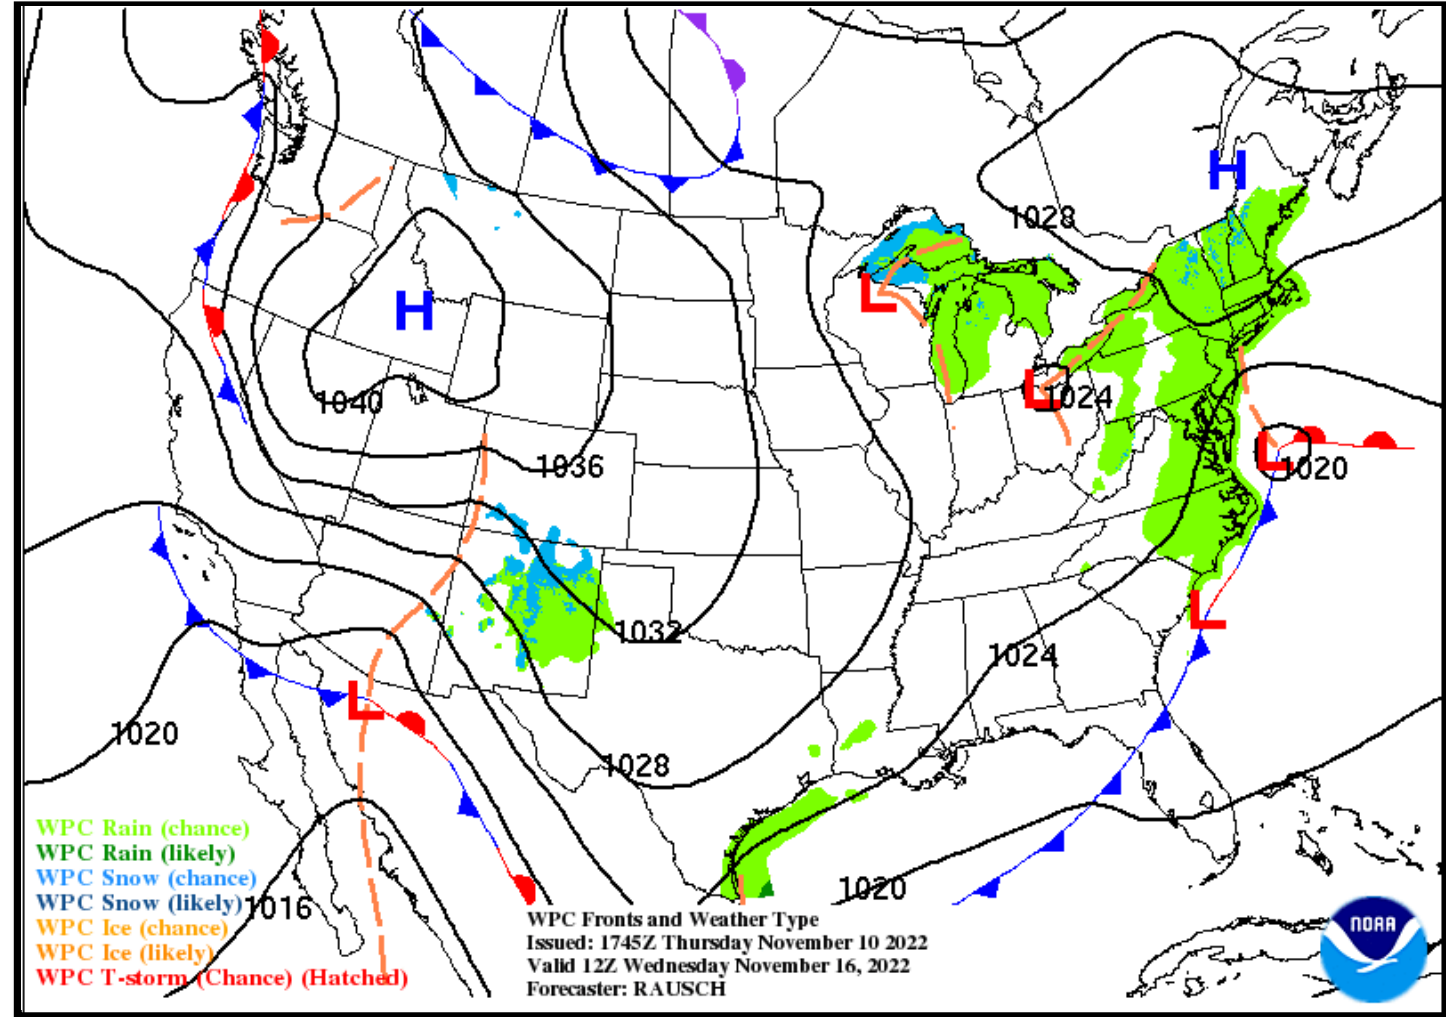 H
1028
L
H
1040
L
1024
1036
L
1020
L
1032
1024
L
1020
1028
1020
1016
WPC Rain (chance)
WPC Rain (likely)
WPC Snow (chance)
WPC Snow (likely)
WPC Ice (chance)
WPC Ice (likely)
WPC T-storm (Chance) (Hatched)
WPC Fronts and Weather Type
Issued: 1745Z Thursday November 10 2022
Valid 12Z Wednesday November 16, 2022
Forecaster: RAUSCH
NOAA